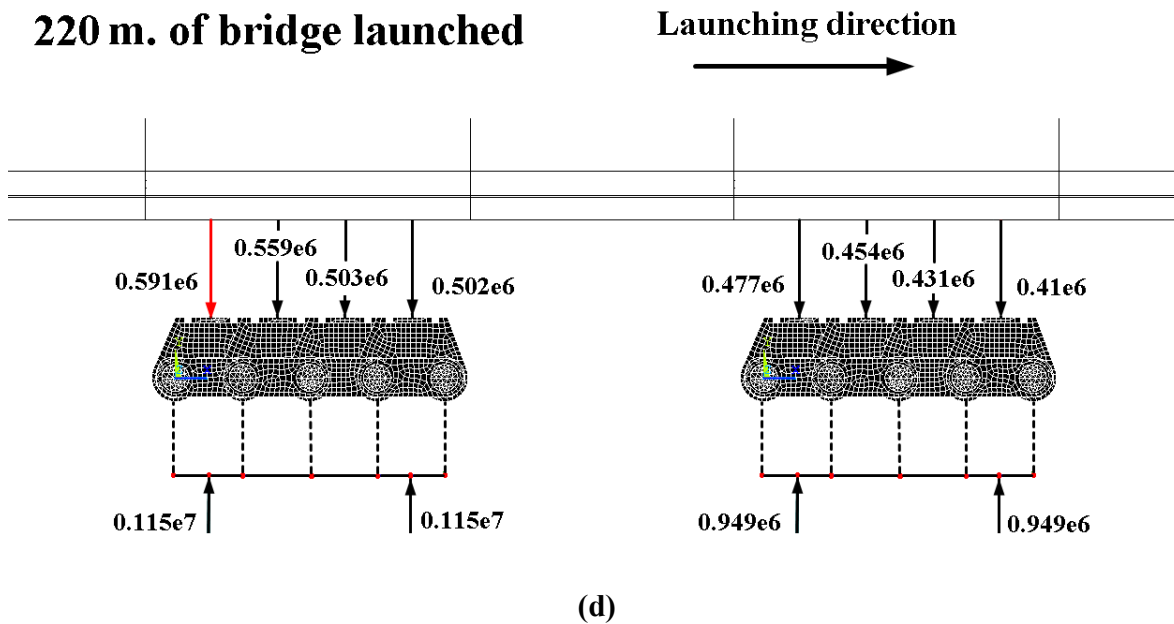 220 m. of bridge launched
Launching direction
0.591e6
0.559e6
0.503e6
0.502e6
0.477e6
0.454e6
0.431e6
0.41e6
0.115e7
0.115e7
0.949e6
0.949e6
(d)